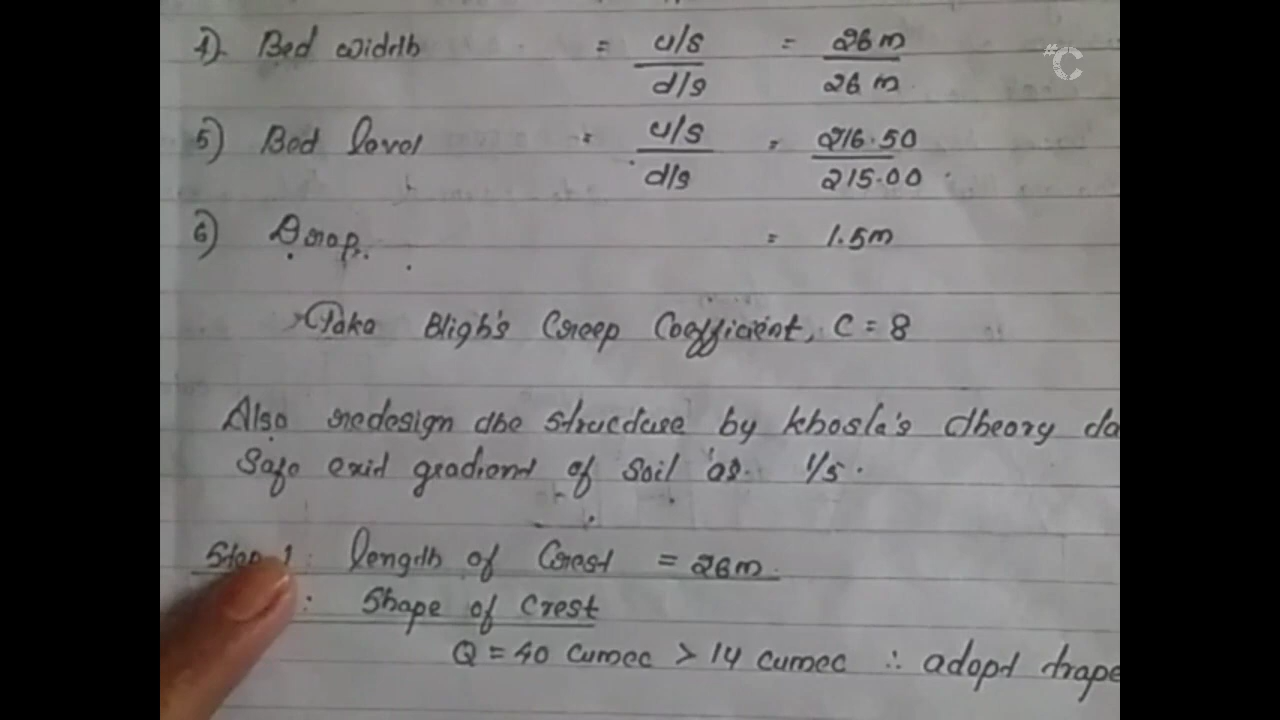 4) Bed width = u/s / d/s = 26 m / 26 m
#C
5) Bed level = u/s / d/s = 216.50 / 215.00
6) Drop. = 1.5m
Take Bligh's Creep Coefficient, C = 8
Also redesign the structure by khosla's theory
Safe exit gradient of soil as 1/5.
Step 1: length of Crest = 26m.
: Shape of Crest
Q = 40 cumec > 14 cumec ∴ adopt trape